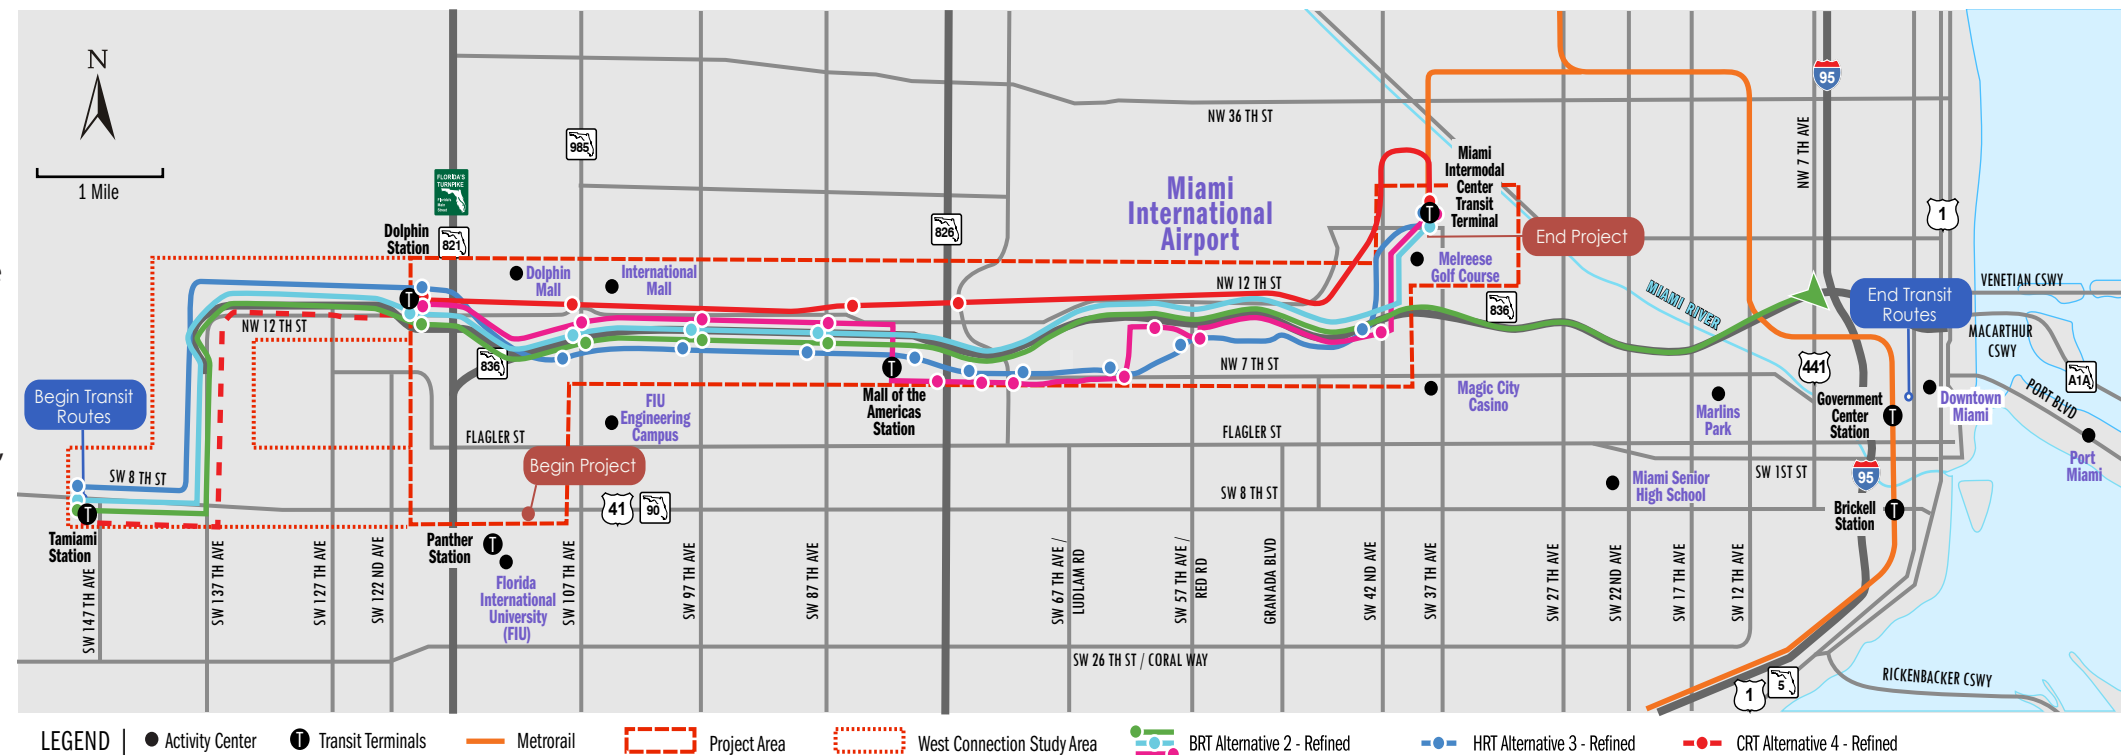 N
1 Mile
FLORIDA'S
TURNPIKE
821
985
826
95
1
NW 36 TH ST
NW 7 TH AVE
Miami
Intermodal
Center
Transit
Terminal
Miami
International
Airport
End Project
Dolphin
Station
Dolphin
Mall
International
Mall
Melreese
Golf Course
NW 12 TH ST
NW 12 TH ST
836
836
MIAMI RIVER
End Transit
Routes
VENETIAN CSWY
MACARTHUR
CSWY
A1A
PORT BLVD
NW 7 TH ST
441
Begin Transit
Routes
Mall of the
Americas
Station
FIU
Engineering
Campus
Magic City
Casino
Marlins
Park
Government
Center
Station
Downtown
Miami
Port
Miami
FLAGLER ST
FLAGLER ST
Begin Project
SW 8 TH ST
SW 8 TH ST
SW 1ST ST
41
90
Miami Senior
High School
95
Brickell
Station
Tamiami
Station
Panther
Station
Florida
International
University
(FIU)
SW 147 TH AVE
SW 137 TH AVE
SW 127 TH AVE
SW 122 ND AVE
SW 107 TH AVE
SW 97 TH AVE
SW 87 TH AVE
SW 67 TH AVE /
LUDLAM RD
SW 57 TH AVE /
RED RD
GRANADA BLVD
SW 42 ND AVE
SW 37 TH AVE
SW 27 TH AVE
SW 22 ND AVE
SW 17 TH AVE
SW 12 TH AVE
SW 26 TH ST / CORAL WAY
1
5
RICKENBACKER CSWY
LEGEND
Activity Center
T Transit Terminals
Metrorail
Project Area
West Connection Study Area
BRT Alternative 2 - Refined
HRT Alternative 3 - Refined
CRT Alternative 4 - Refined